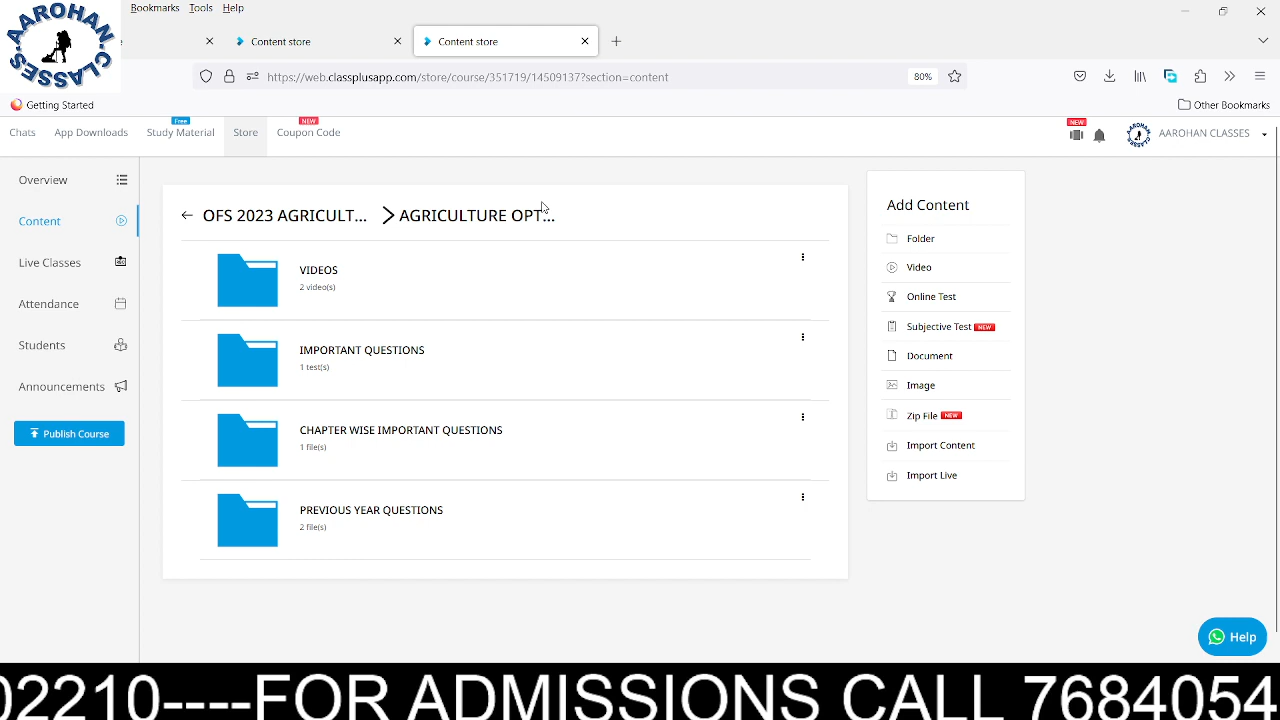 AAROHAN.CLASSES
Bookmarks Tools Help
Content store
Content store
https://web.classplusapp.com/store/course/351719/14509137?section=content
80%
Getting Started
Other Bookmarks
Free
NEW
NEW
Chats
App Downloads
Study Material
Store
Coupon Code
AAROHAN CLASSES
Overview
Content
Live Classes
Attendance
Students
Announcements
Publish Course
OFS 2023 AGRICULT... AGRICULTURE OPT...
VIDEOS
2 video(s)
IMPORTANT QUESTIONS
1 test(s)
CHAPTER WISE IMPORTANT QUESTIONS
1 file(s)
PREVIOUS YEAR QUESTIONS
2 file(s)
Add Content
Folder
Video
Online Test
Subjective Test NEW
Document
Image
Zip File NEW
Import Content
Import Live
Help
02210----FOR ADMISSIONS CALL 7684054